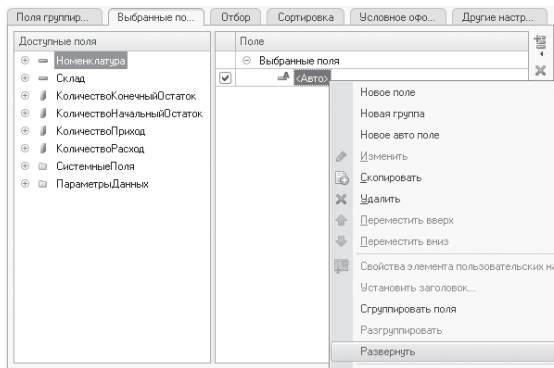 Поля группир... Выбранные по... Отбор Сортировка Условное офо... Другие настр...
Доступные поля
Номенклатура
Склад
КоличествоКонечныйОстаток
КоличествоНачальныйОстаток
КоличествоПриход
КоличествоРасход
СистемныеПоля
ПараметрыДанных
Поле
Выбранные поля
<Авто>
Новое поле
Новая группа
Новое авто поле
Изменить
Скопировать
Удалить
Переместить вверх
Переместить вниз
Свойства элемента пользовательских на
Установить заголовок...
Сгруппировать поля
Разгруппировать
Развернуть